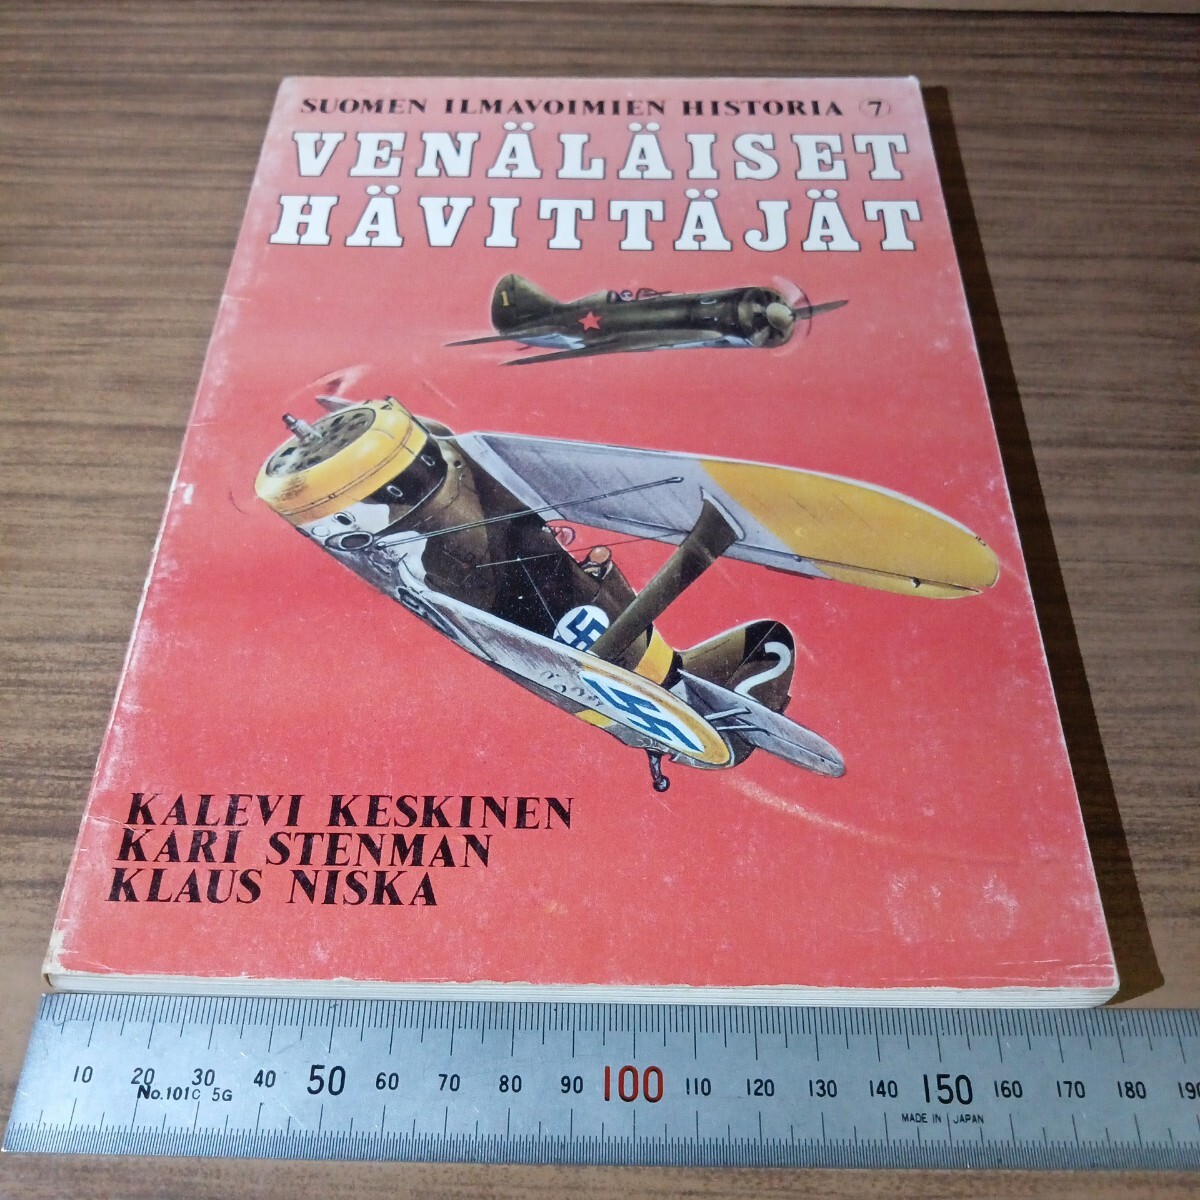 SUOMEN ILMAVOIMIEN HISTORIA 7
VENÄLÄISET
HÄVITTÄJÄT
1
2
KALEVI KESKINEN
KARI STENMAN
KLAUS NISKA
10 20 30 40 50 60 70 80 90 100 110 120 130 140 150 160 170 180 190
No.101C 5G
MADE IN JAPAN